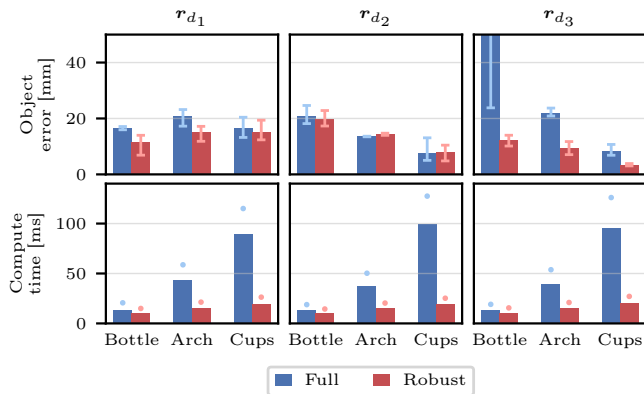 r_{d_1} r_{d_2} r_{d_3}
Object
error [mm]
40
20
0
Compute
time [ms]
100
50
0
Bottle Arch Cups Bottle Arch Cups Bottle Arch Cups
Full Robust